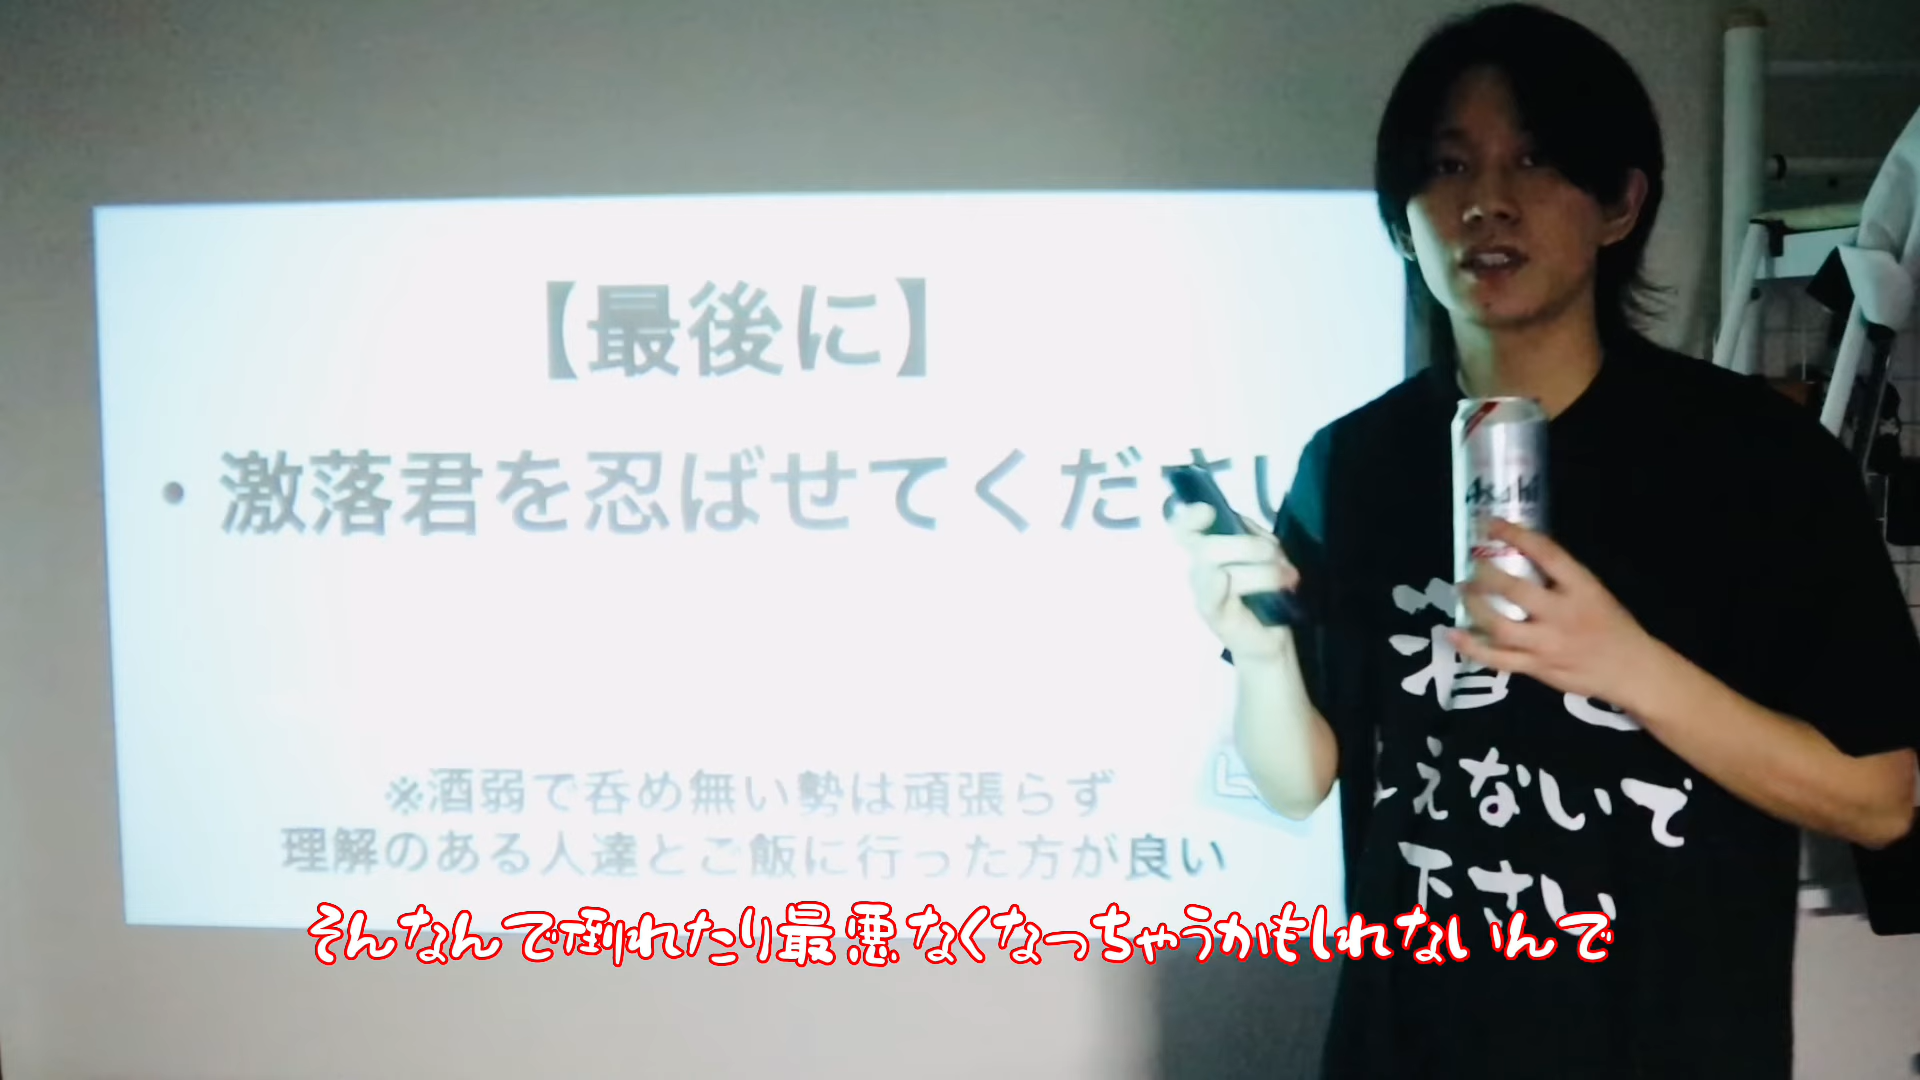 【最後に】
・激落君を忍ばせてください
※酒弱で呑め無い勢は頑張らず
理解のある人達とご飯に行った方が良い
Asahi
酒を
与えないで
下さい
そんなんで倒れたり最悪なくなっちゃうかもしれないんで